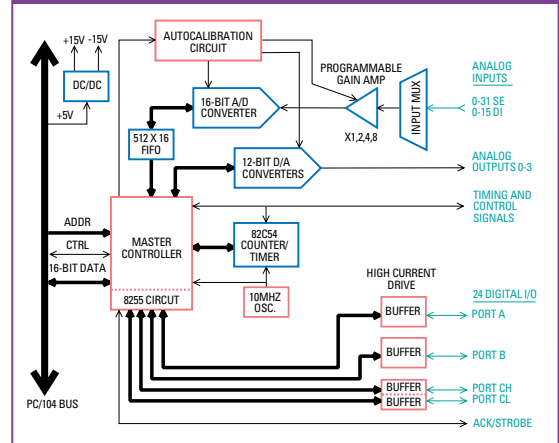 +15V -15V
DC/DC
+5V
AUTOCALIBRATION
CIRCUIT
16-BIT A/D
CONVERTER
PROGRAMMABLE
GAIN AMP
X1,2,4,8
INPUT MUX
ANALOG
INPUTS
0-31 SE
0-15 DI
512 X 16
FIFO
12-BIT D/A
CONVERTERS
ANALOG
OUTPUTS 0-3
TIMING AND
CONTROL
SIGNALS
ADDR
CTRL
16-BIT DATA
MASTER
CONTROLLER
8255 CIRCUT
82C54
COUNTER/
TIMER
10MHZ
OSC.
HIGH CURRENT
DRIVE
24 DIGITAL I/O
BUFFER
PORT A
BUFFER
PORT B
BUFFER
PORT CH
BUFFER
PORT CL
ACK/STROBE
PC/104 BUS